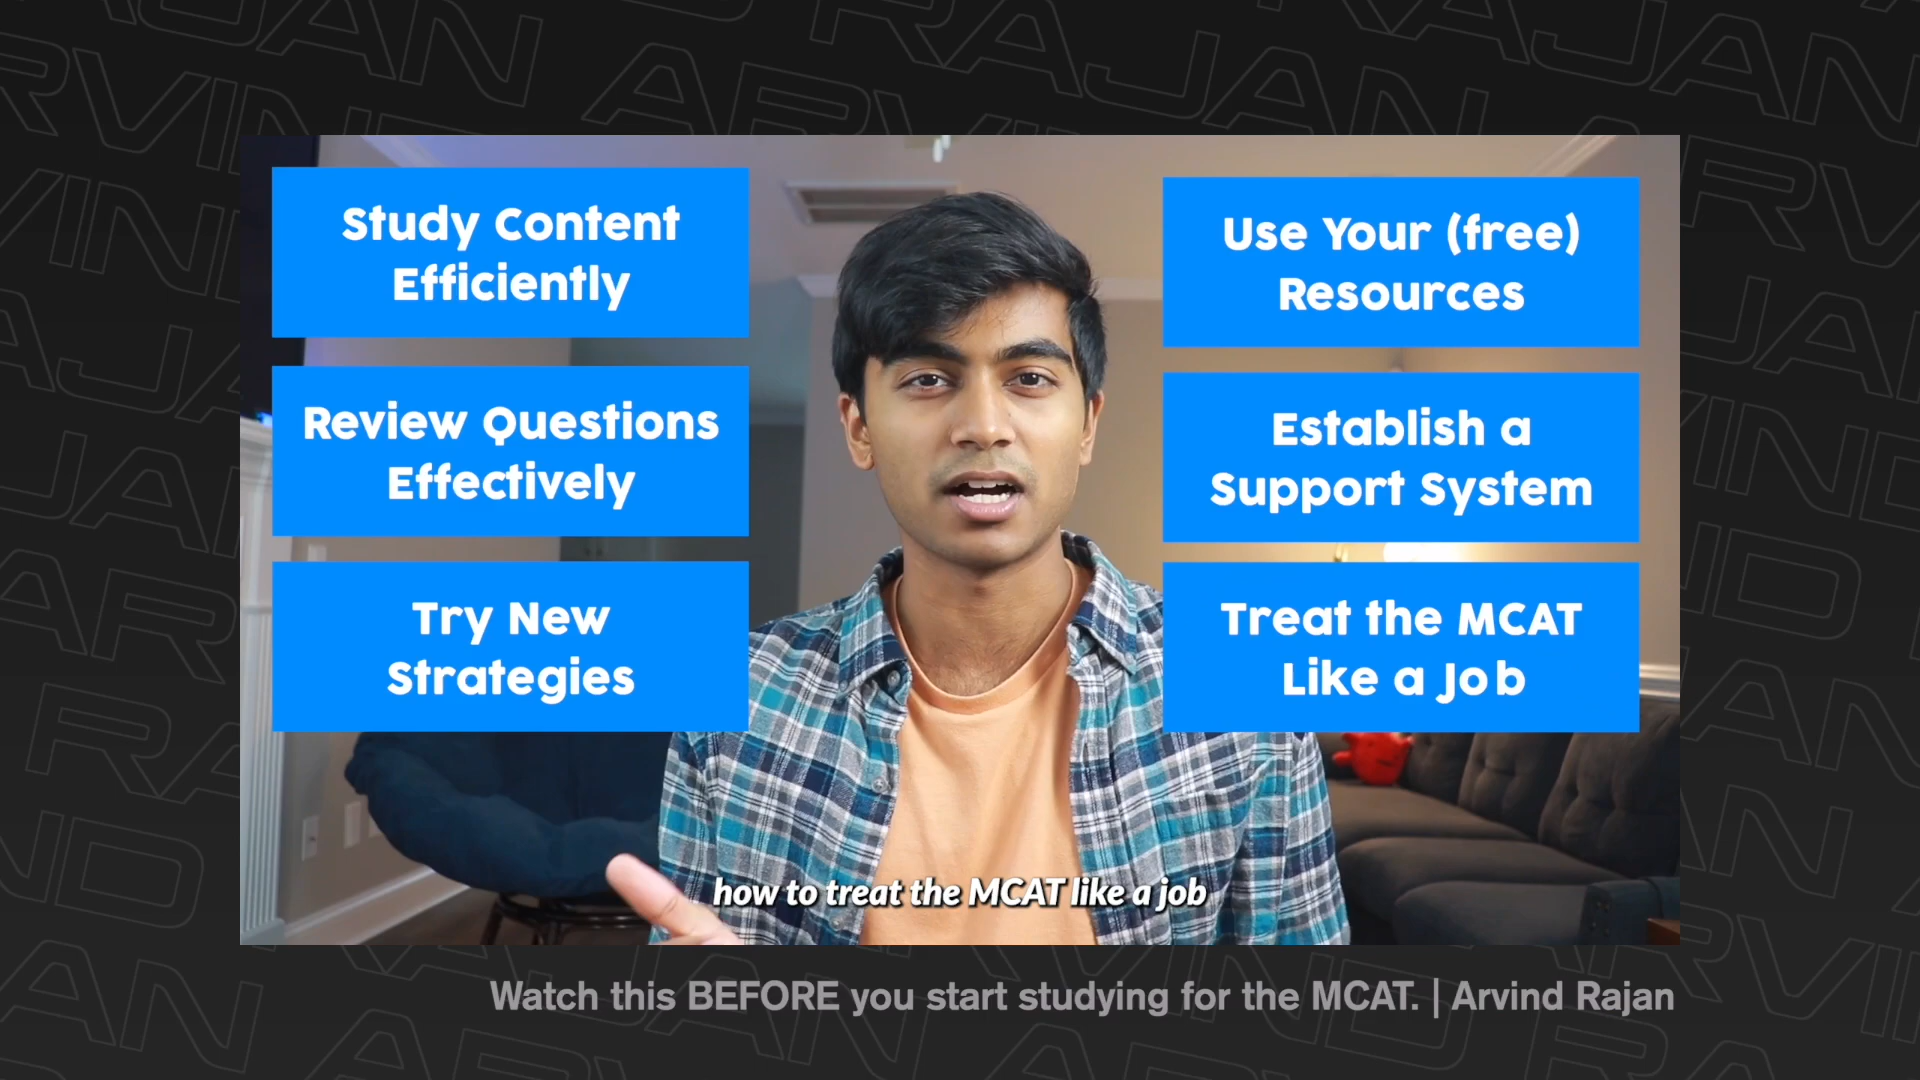 Study Content
Efficiently
Review Questions
Effectively
Try New
Strategies
Use Your (free)
Resources
Establish a
Support System
Treat the MCAT
Like a Job
how to treat the MCAT like a job
Watch this BEFORE you start studying for the MCAT. | Arvind Rajan